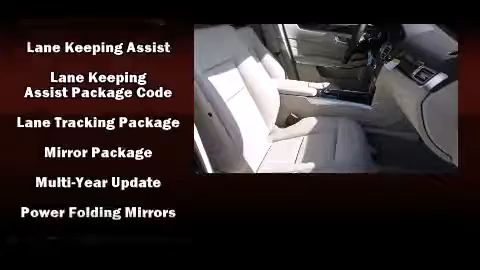 Lane Keeping Assist
Lane Keeping
Assist Package Code
Lane Tracking Package
Mirror Package
Multi-Year Update
Power Folding Mirrors